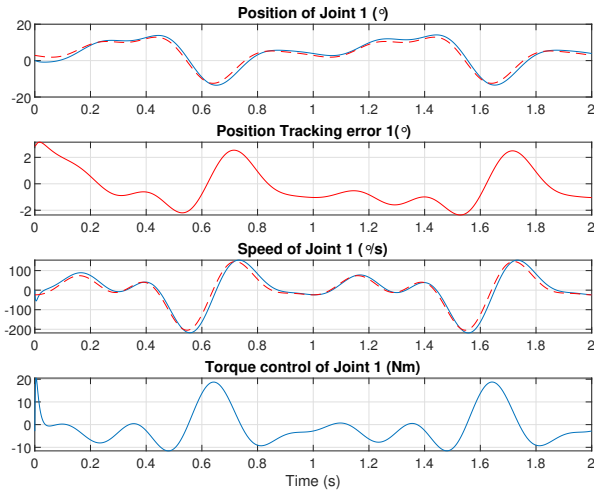 Position of Joint 1 (°)
20
0
-20
0 0.2 0.4 0.6 0.8 1 1.2 1.4 1.6 1.8 2
Position Tracking error 1(°)
2
0
-2
0 0.2 0.4 0.6 0.8 1 1.2 1.4 1.6 1.8 2
Speed of Joint 1 (°/s)
100
0
-100
-200
0 0.2 0.4 0.6 0.8 1 1.2 1.4 1.6 1.8 2
Torque control of Joint 1 (Nm)
20
10
0
-10
0 0.2 0.4 0.6 0.8 1 1.2 1.4 1.6 1.8 2
Time (s)